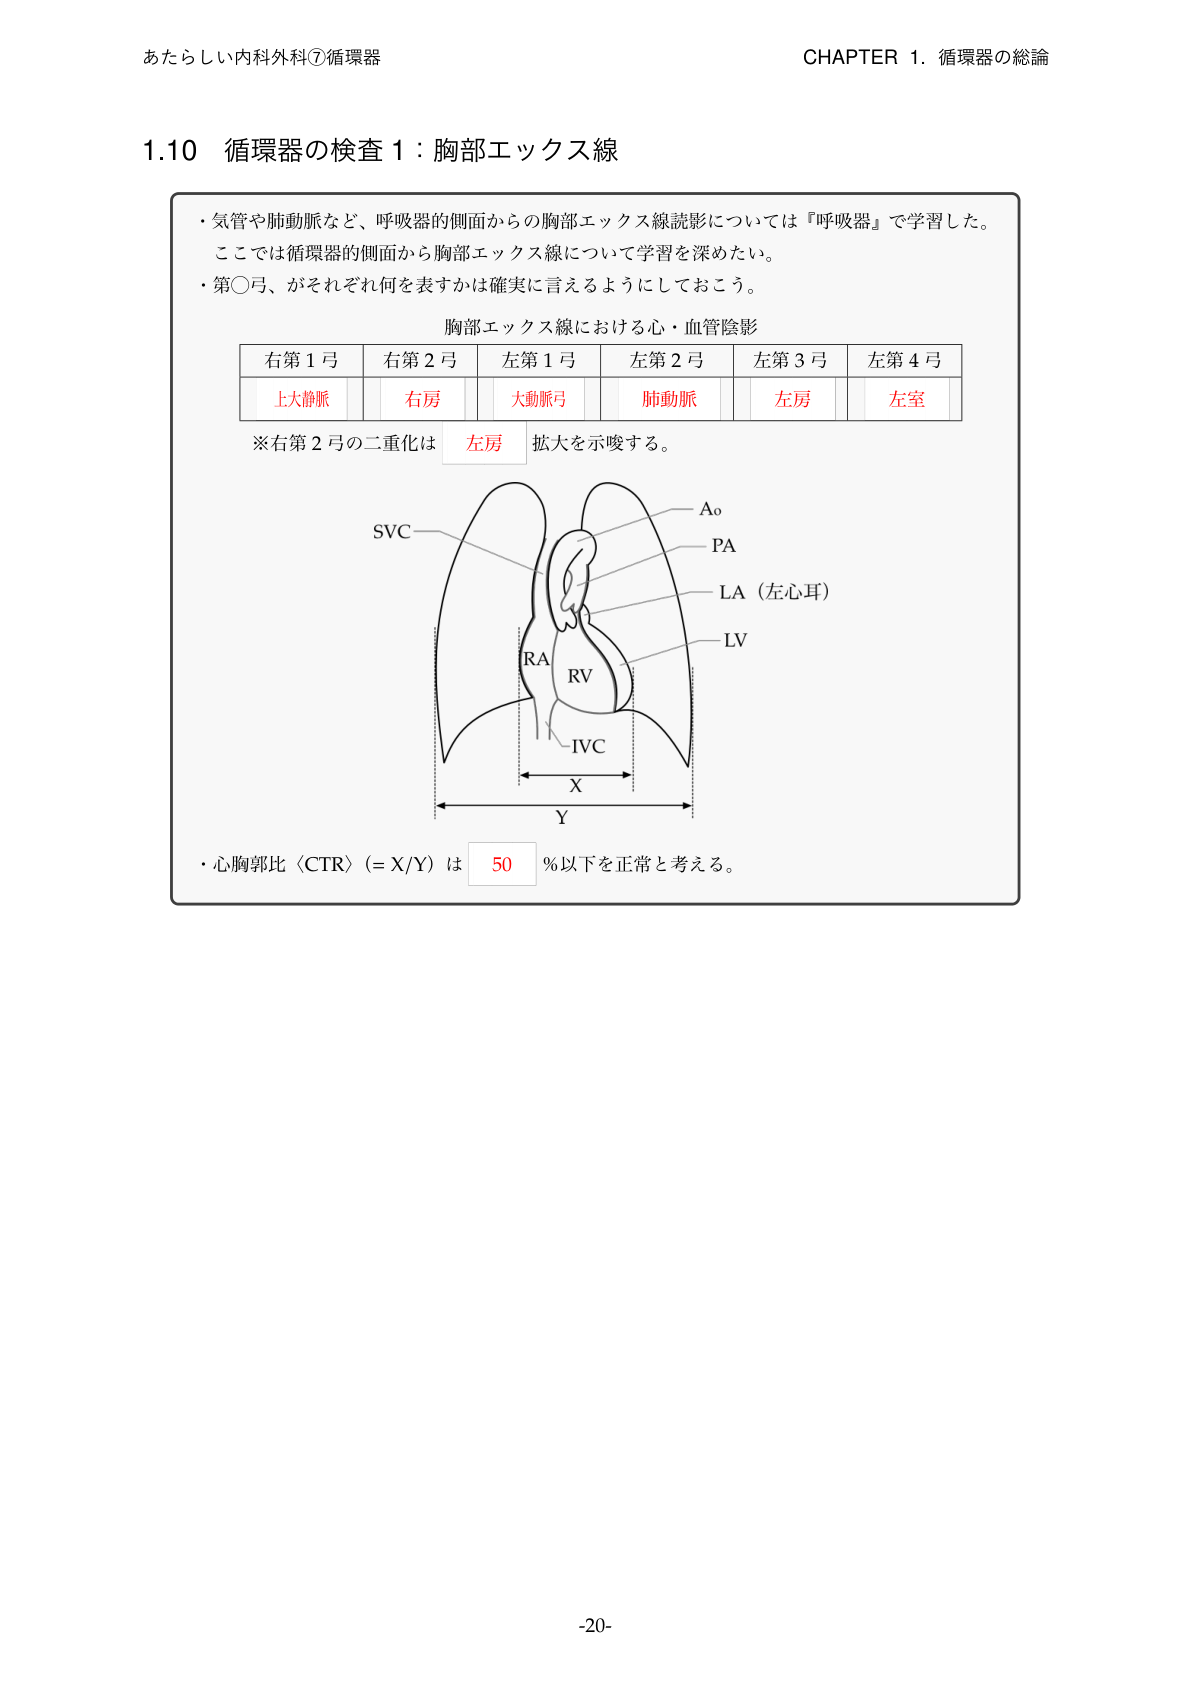 あたらしい内科外科⑦循環器
CHAPTER 1. 循環器の総論
1.10 循環器の検査 1：胸部エックス線
・気管や肺動脈など、呼吸器的側面からの胸部エックス線読影については『呼吸器』で学習した。
ここでは循環器的側面から胸部エックス線について学習を深めたい。
・第◯弓、がそれぞれ何を表すかは確実に言えるようにしておこう。
胸部エックス線における心・血管陰影
右第 1 弓 右第 2 弓 左第 1 弓 左第 2 弓 左第 3 弓 左第 4 弓
上大静脈 右房 大動脈弓 肺動脈 左房 左室
※右第 2 弓の二重化は 左房 拡大を示唆する。
Ao
SVC
PA
LA（左心耳）
LV
RA
RV
IVC
X
Y
・心胸郭比〈CTR〉（= X/Y）は 50 %以下を正常と考える。
-20-